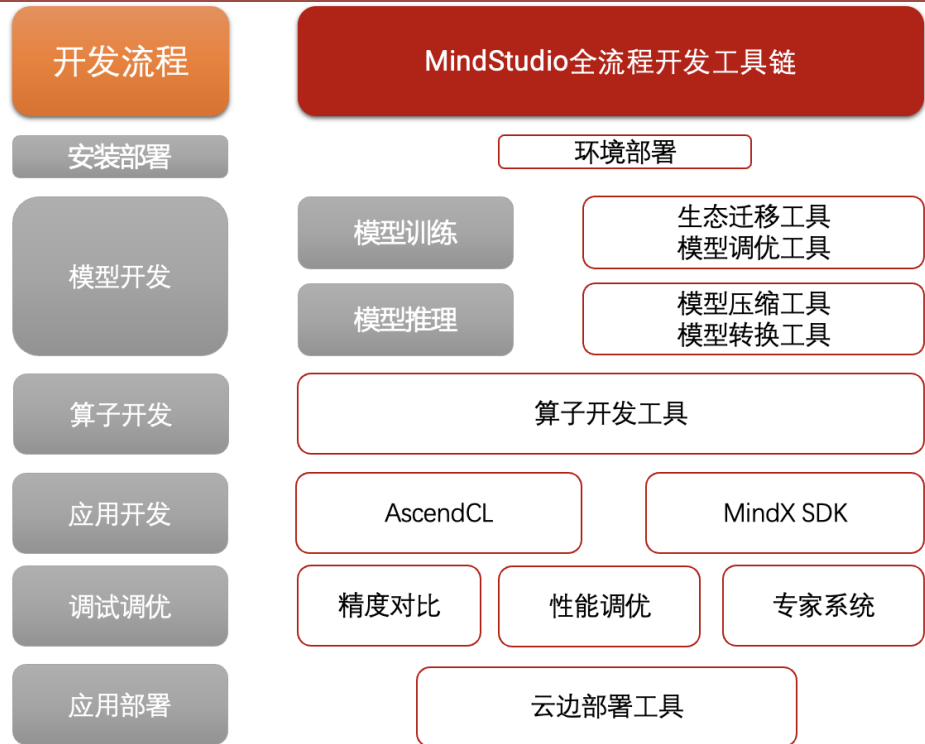 开发流程
MindStudio全流程开发工具链
安装部署
环境部署
模型开发
模型训练
生态迁移工具
模型调优工具
模型推理
模型压缩工具
模型转换工具
算子开发
算子开发工具
应用开发
AscendCL
MindX SDK
调试调优
精度对比
性能调优
专家系统
应用部署
云边部署工具